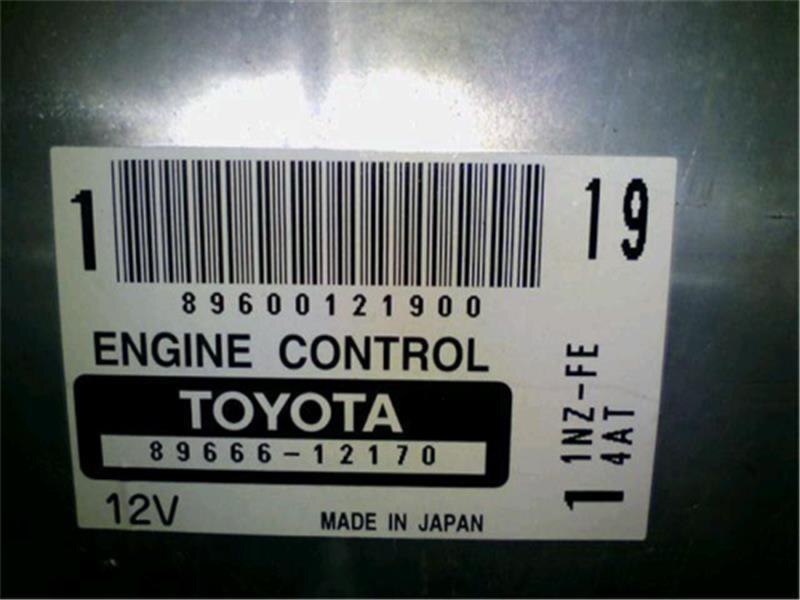 1
19
89600121900
ENGINE CONTROL
TOYOTA
89666-12170
12V
MADE IN JAPAN
1NZ-FE
4AT
1